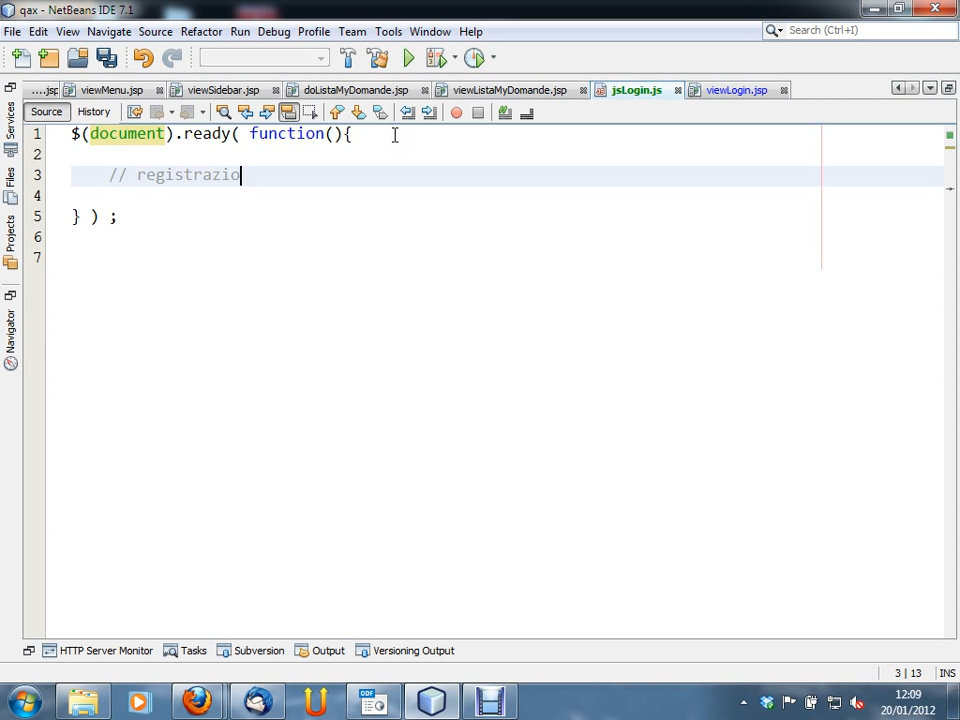 qax - NetBeans IDE 7.1
File Edit View Navigate Source Refactor Run Debug Profile Team Tools Window Help
Search (Ctrl+I)
....jsp viewMenu.jsp viewSidebar.jsp doListaMyDomande.jsp viewListaMyDomande.jsp jsLogin.js viewLogin.jsp
Source History
Services
Files
Projects
Navigator
1 $(document).ready( function(){
2
3 // registrazio
4
5 } ) ;
6
7
HTTP Server Monitor Tasks Subversion Output Versioning Output
3 | 13 INS
ODF
12:09
20/01/2012